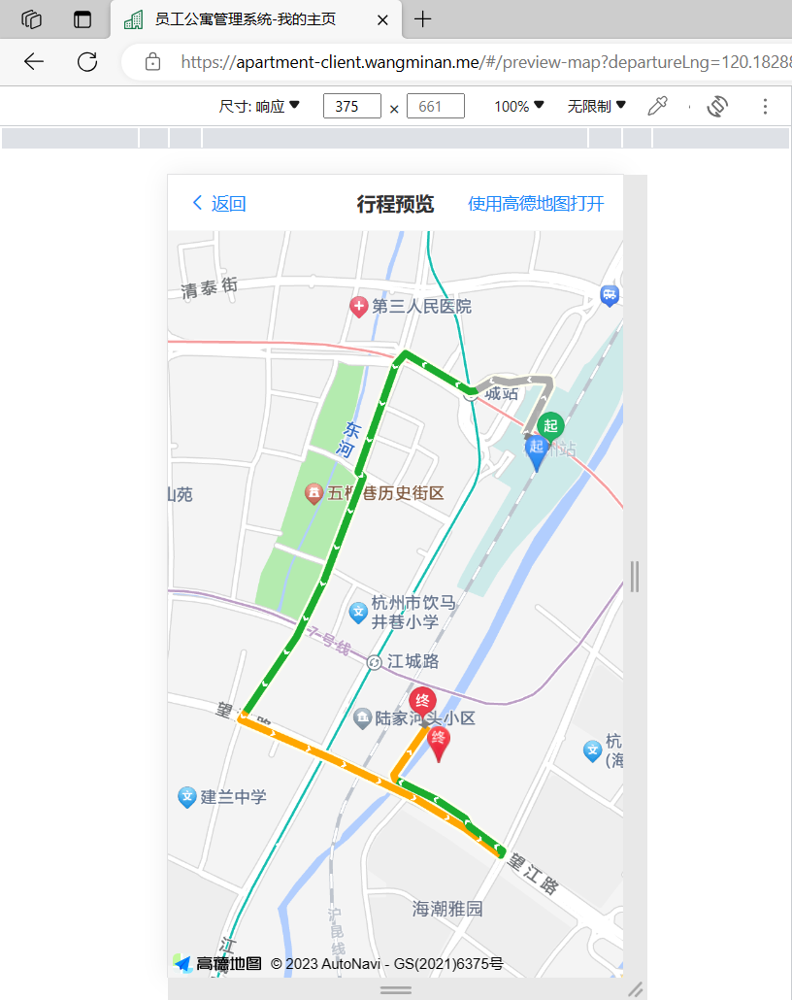 员工公寓管理系统-我的主页
https://apartment-client.wangminan.me/#/preview-map?departureLng=120.1828
尺寸: 响应 375 × 661 100% 无限制
返回 行程预览 使用高德地图打开
清泰街
第三人民医院
城站
东河
起
起
州站
山苑
五柳巷历史街区
杭州市饮马
井巷小学
7号线
江城路
终
望江路
陆家河头小区
终
杭
(海
建兰中学
望江路
海潮雅园
沪昆线
江
高德地图 © 2023 AutoNavi - GS(2021)6375号